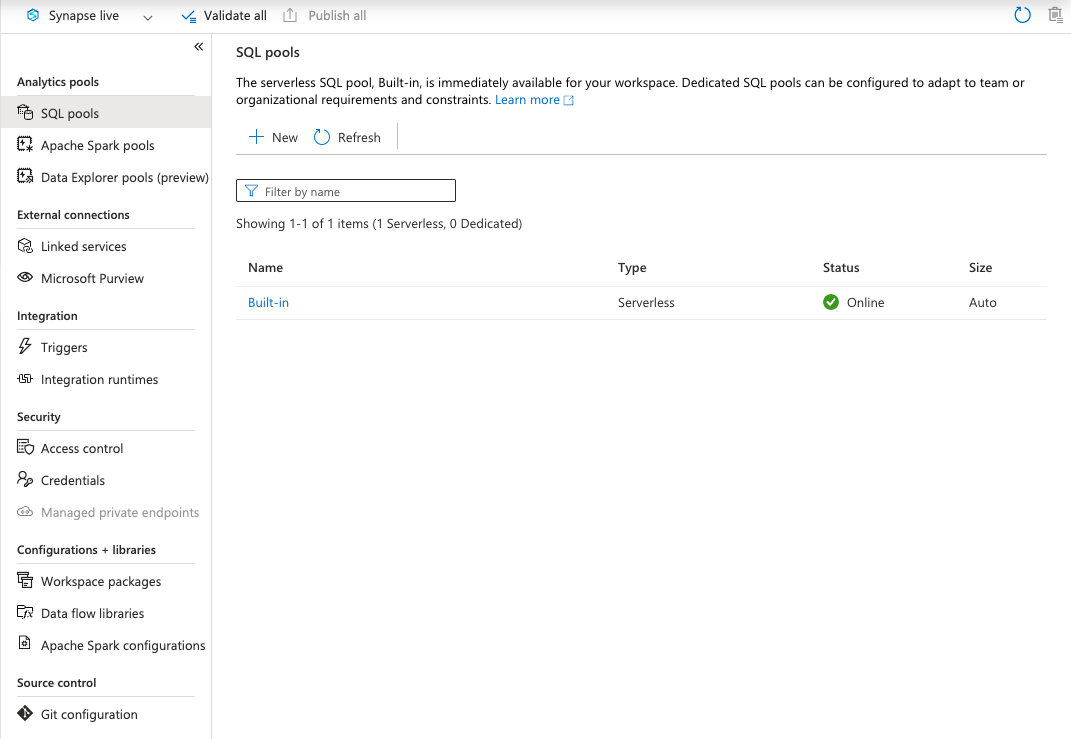 Synapse live
Validate all
Publish all
Analytics pools
SQL pools
Apache Spark pools
Data Explorer pools (preview)
External connections
Linked services
Microsoft Purview
Integration
Triggers
Integration runtimes
Security
Access control
Credentials
Managed private endpoints
Configurations + libraries
Workspace packages
Data flow libraries
Apache Spark configurations
Source control
Git configuration
SQL pools
The serverless SQL pool, Built-in, is immediately available for your workspace. Dedicated SQL pools can be configured to adapt to team or
organizational requirements and constraints. Learn more
New Refresh
Filter by name
Showing 1-1 of 1 items (1 Serverless, 0 Dedicated)
Name Type Status Size
Built-in Serverless Online Auto